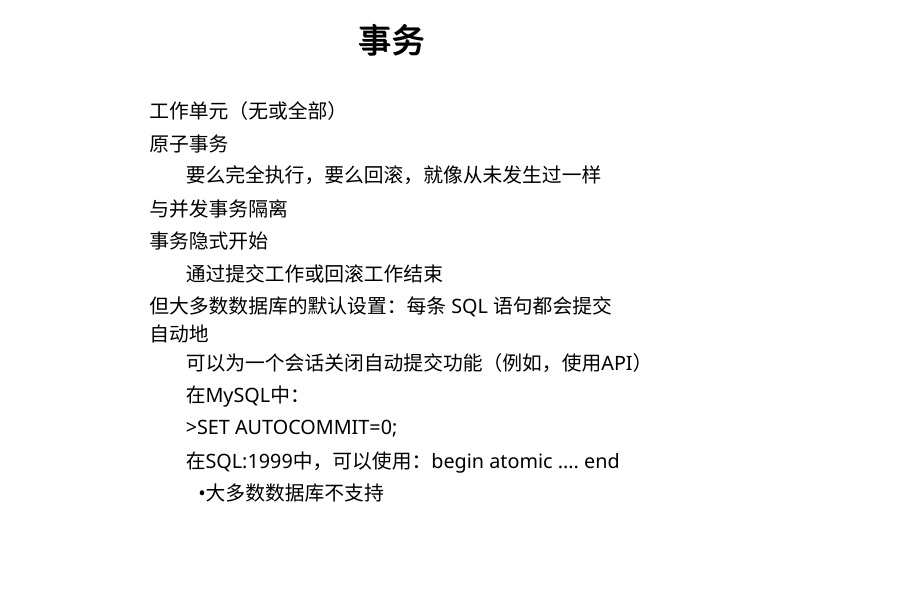 事务
工作单元（无或全部）
原子事务
要么完全执行，要么回滚，就像从未发生过一样
与并发事务隔离
事务隐式开始
通过提交工作或回滚工作结束
但大多数数据库的默认设置：每条 SQL 语句都会提交
自动地
可以为一个会话关闭自动提交功能（例如，使用API）
在MySQL中：
>SET AUTOCOMMIT=0;
在SQL:1999中，可以使用：begin atomic .... end
•大多数数据库不支持